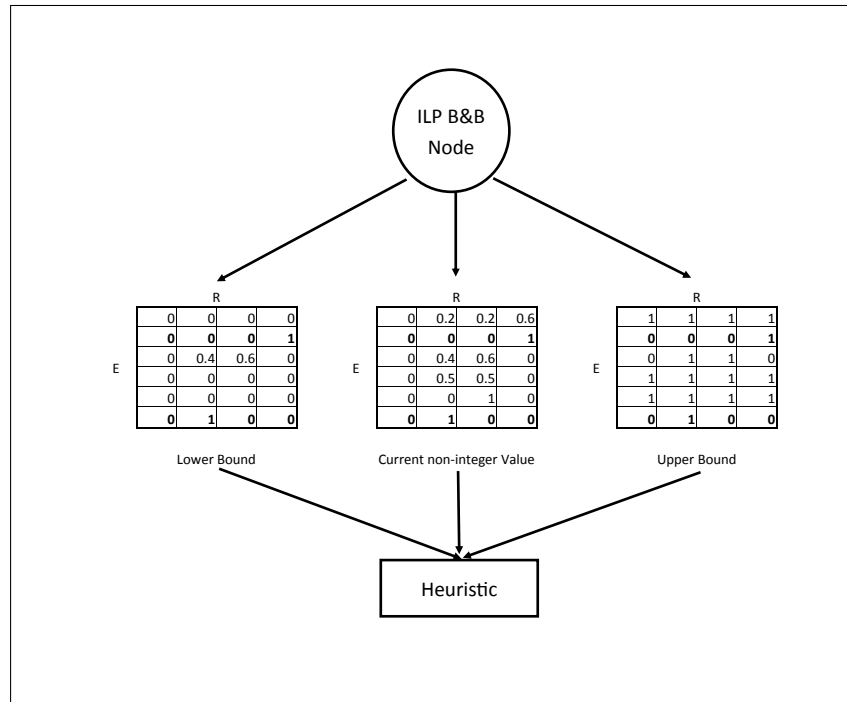 ILP B&B
Node
R
0 0 0 0
0 0 0 1
0 0.4 0.6 0
0 0 0 0
0 0 0 0
0 1 0 0
E
Lower Bound
R
0 0.2 0.2 0.6
0 0 0 1
0 0.4 0.6 0
0 0.5 0.5 0
0 0 1 0
0 1 0 0
E
Current non-integer Value
R
1 1 1 1
0 0 0 1
0 1 1 0
1 1 1 1
1 1 1 1
0 1 0 0
E
Upper Bound
Heuristic